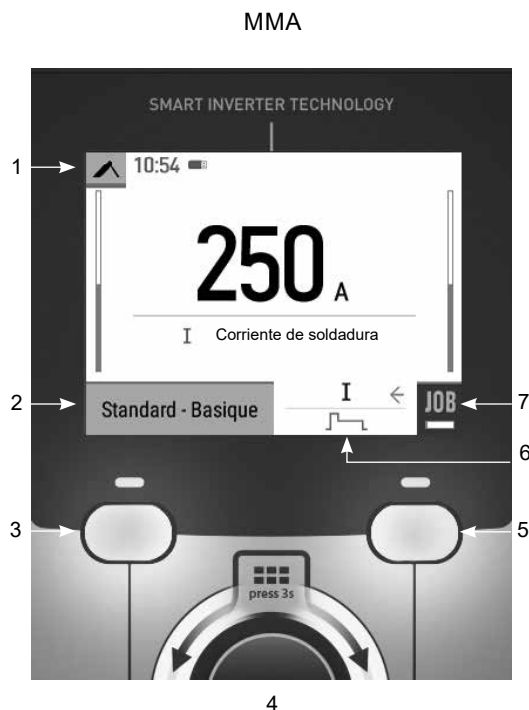 MMA
SMART INVERTER TECHNOLOGY
1
10:54
250 A
I Corriente de soldadura
2
Standard - Basique
I
JOB
7
6
3
5
press 3s
4